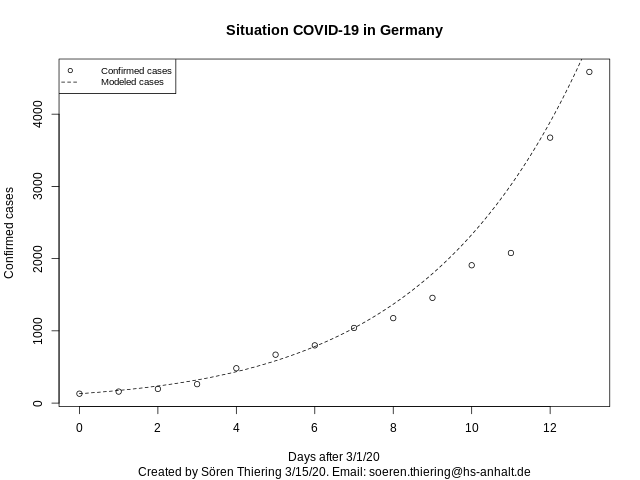 Situation COVID-19 in Germany
Confirmed cases
Modeled cases
4000
3000
2000
1000
0
Confirmed cases
0 2 4 6 8 10 12
Days after 3/1/20
Created by Sören Thiering 3/15/20. Email: soeren.thiering@hs-anhalt.de